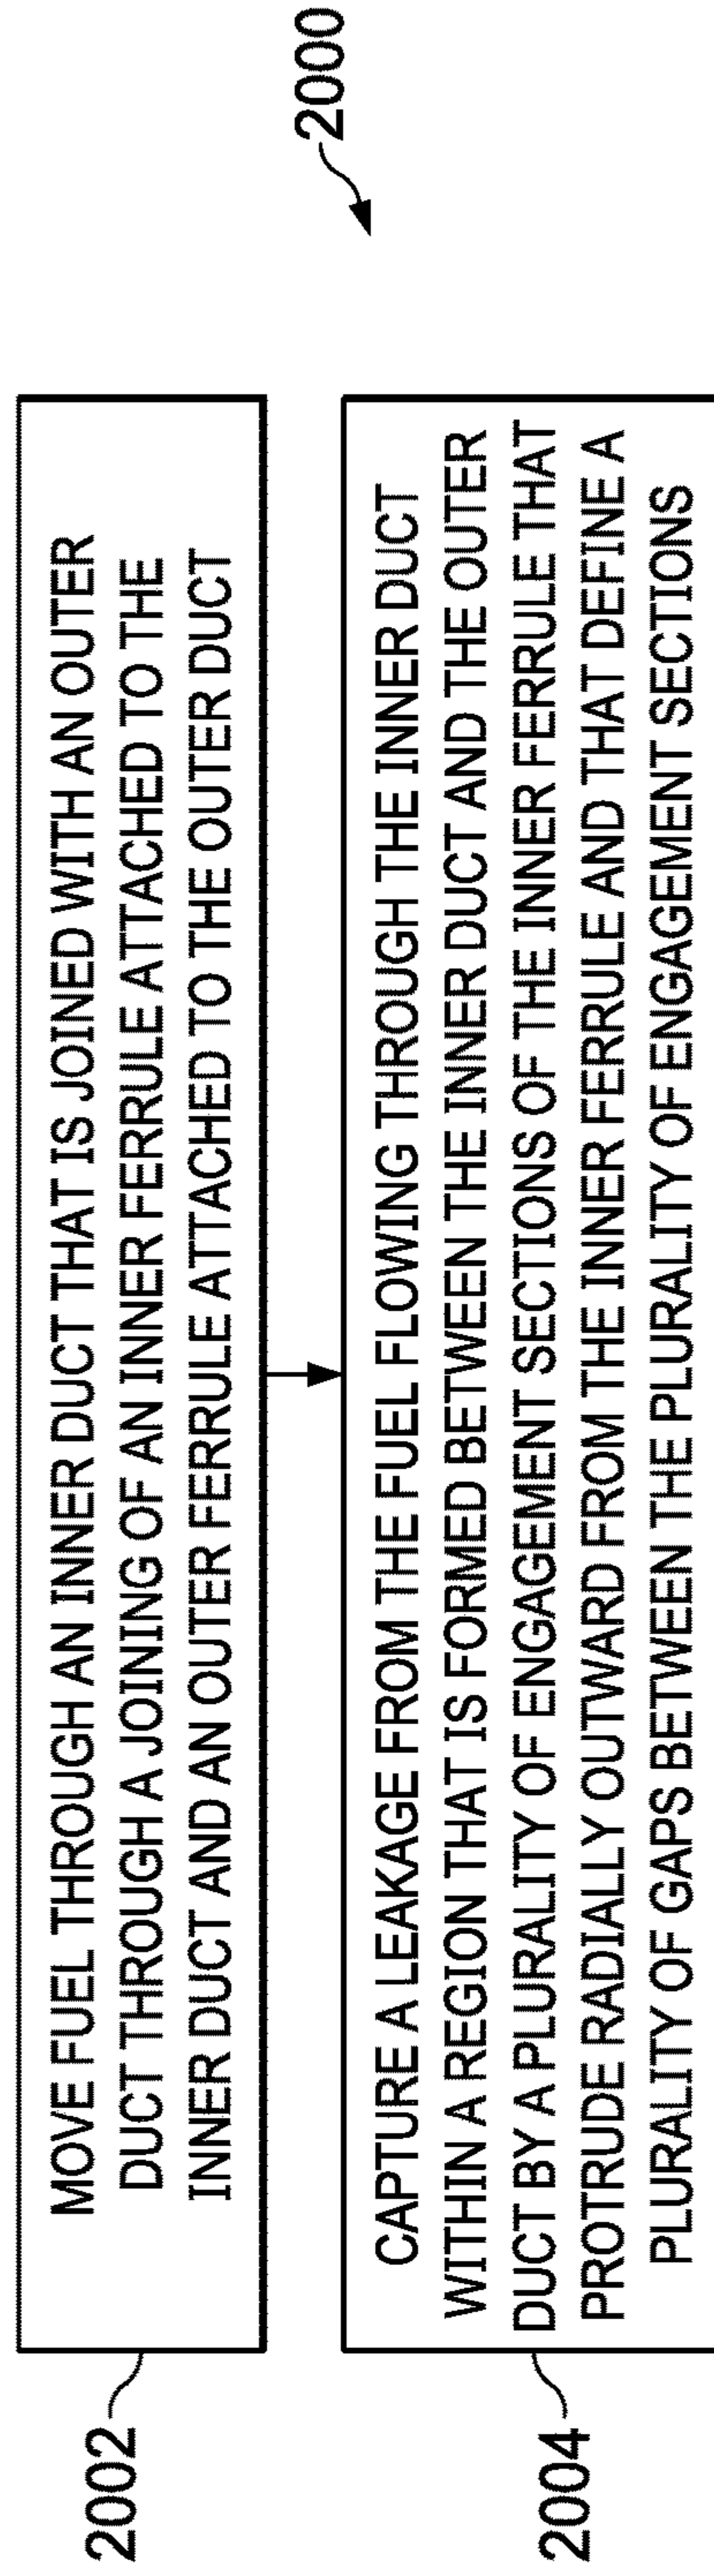 2000
2002
MOVE FUEL THROUGH AN INNER DUCT THAT IS JOINED WITH AN OUTER
DUCT THROUGH A JOINING OF AN INNER FERRULE ATTACHED TO THE
INNER DUCT AND AN OUTER FERRULE ATTACHED TO THE OUTER DUCT
2004
CAPTURE A LEAKAGE FROM THE FUEL FLOWING THROUGH THE INNER DUCT
WITHIN A REGION THAT IS FORMED BETWEEN THE INNER DUCT AND THE OUTER
DUCT BY A PLURALITY OF ENGAGEMENT SECTIONS OF THE INNER FERRULE THAT
PROTRUDE RADIALLY OUTWARD FROM THE INNER FERRULE AND THAT DEFINE A
PLURALITY OF GAPS BETWEEN THE PLURALITY OF ENGAGEMENT SECTIONS